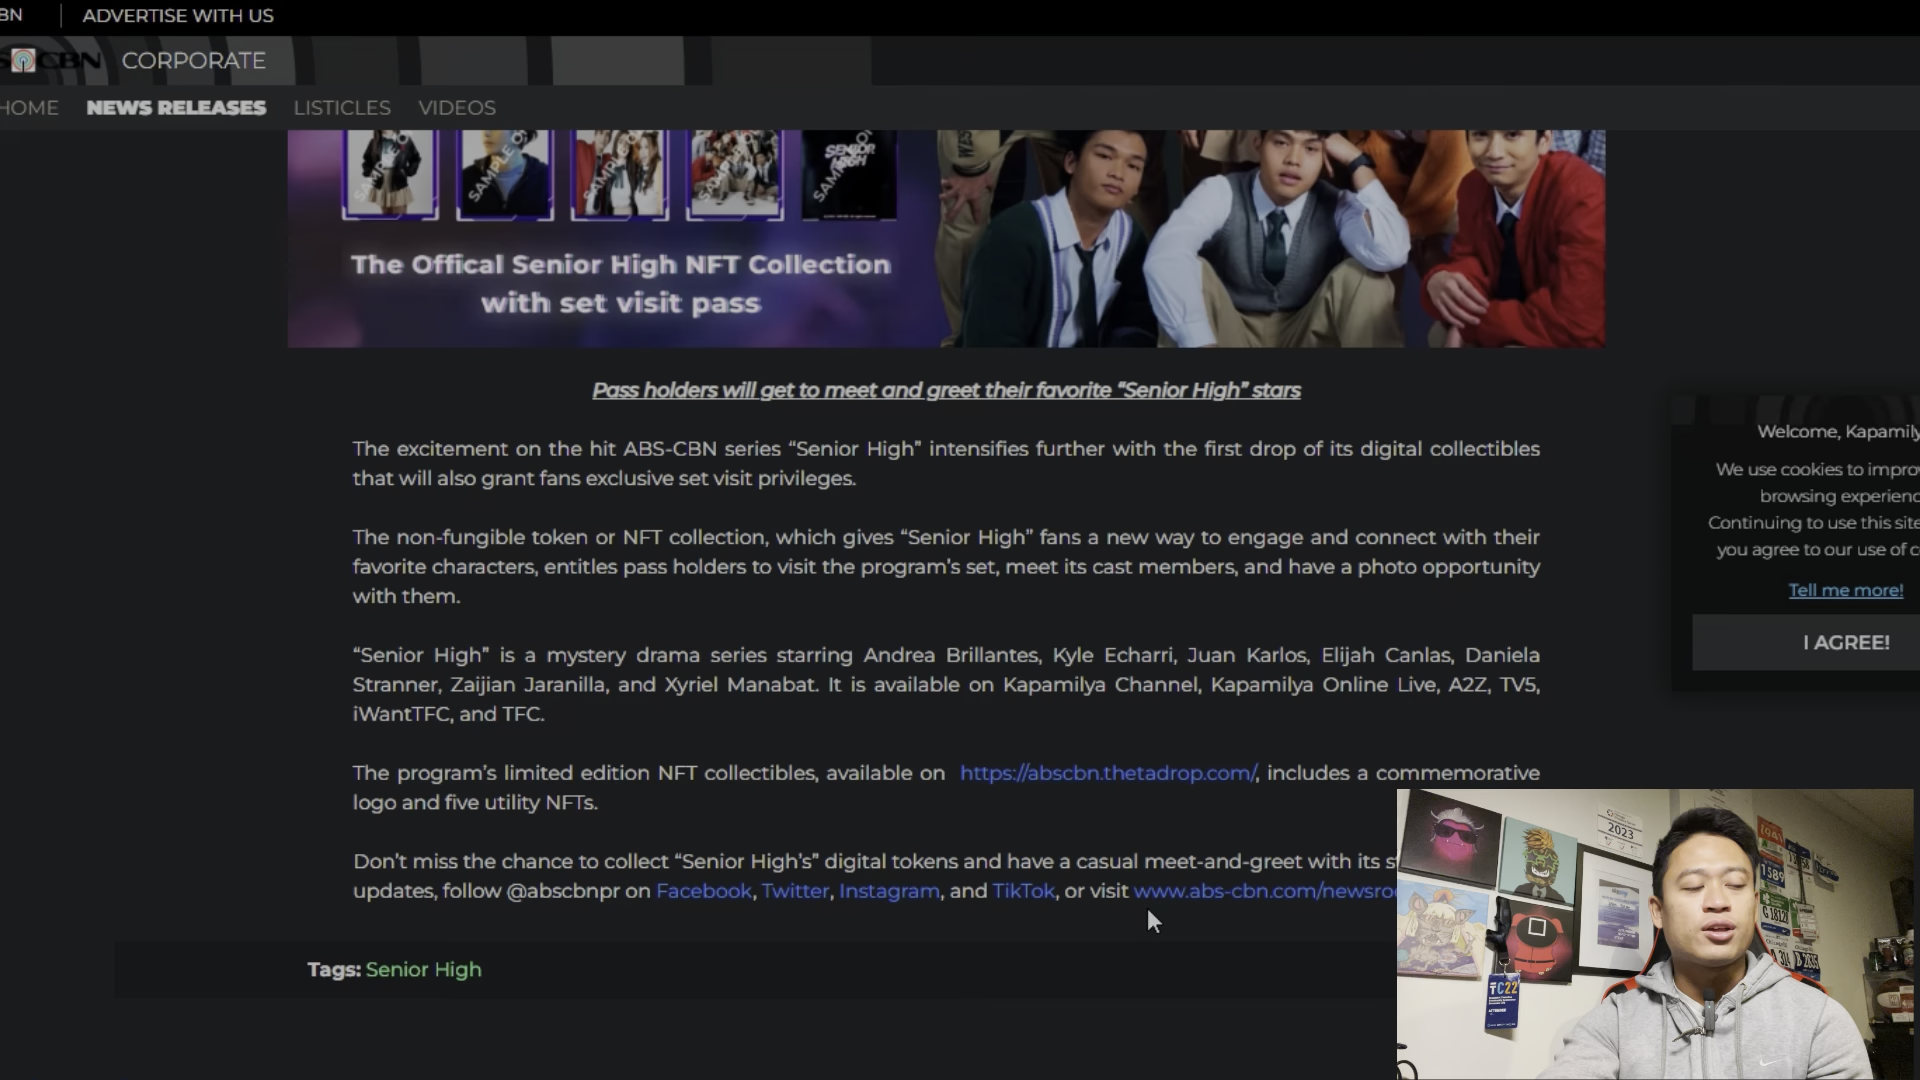 BN
ADVERTISE WITH US
CBN CORPORATE
HOME NEWS RELEASES LISTICLES VIDEOS
SAMPLE
SENIOR HIGH
The Offical Senior High NFT Collection
with set visit pass
Pass holders will get to meet and greet their favorite “Senior High” stars
The excitement on the hit ABS-CBN series “Senior High” intensifies further with the first drop of its digital collectibles
that will also grant fans exclusive set visit privileges.
The non-fungible token or NFT collection, which gives “Senior High” fans a new way to engage and connect with their
favorite characters, entitles pass holders to visit the program’s set, meet its cast members, and have a photo opportunity
with them.
“Senior High” is a mystery drama series starring Andrea Brillantes, Kyle Echarri, Juan Karlos, Elijah Canlas, Daniela
Stranner, Zaijian Jaranilla, and Xyriel Manabat. It is available on Kapamilya Channel, Kapamilya Online Live, A2Z, TV5,
iWantTFC, and TFC.
The program’s limited edition NFT collectibles, available on https://abscbn.thetadrop.com/, includes a commemorative
logo and five utility NFTs.
Don’t miss the chance to collect “Senior High’s” digital tokens and have a casual meet-and-greet with its
updates, follow @abscbnpr on Facebook, Twitter, Instagram, and TikTok, or visit www.abs-cbn.com/newsro
Tags: Senior High
Welcome, Kapamily
We use cookies to improv
browsing experienc
Continuing to use this site
you agree to our use of c
Tell me more!
I AGREE!
2023
TC22
1589
G 18128